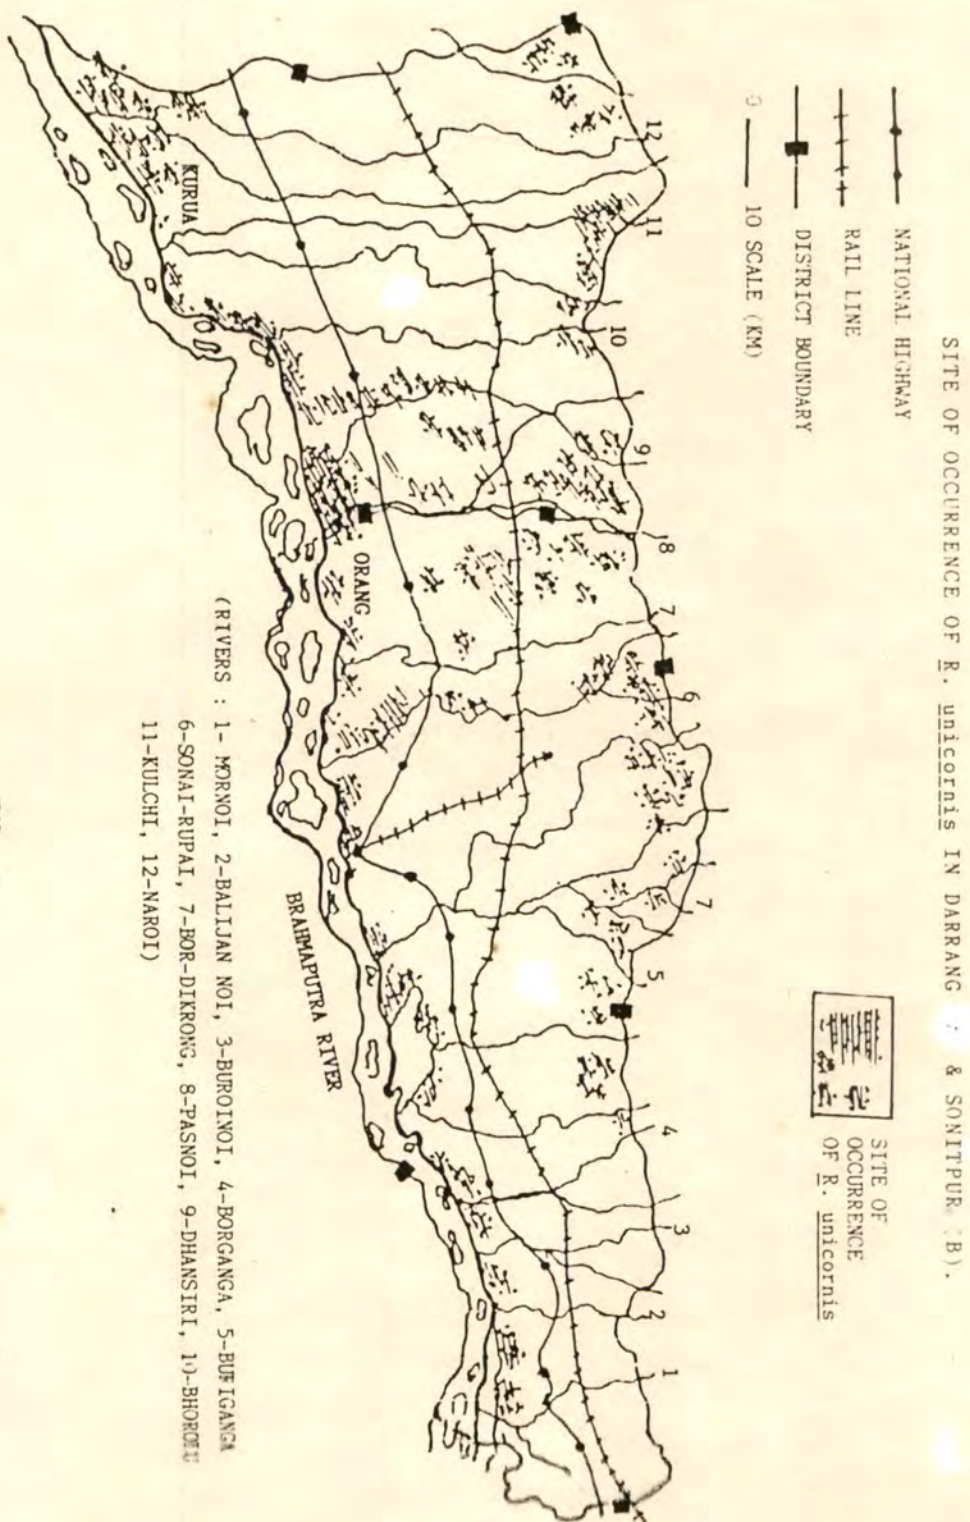 SITE OF OCCURRENCE OF R. unicornis IN DARRANG & SONITPUR (B).
NATIONAL HIGHWAY
RAIL LINE
DISTRICT BOUNDARY
0 10 SCALE (KM)
SITE OF
OCCURRENCE
OF R. unicornis
12
11
10
9
8
7
6
7
5
4
3
2
1
KURUA
ORANG
BRAHMAPUTRA RIVER
(RIVERS : 1- MORNOI, 2-BALIJAN NOI, 3-BUROINOI, 4-BORGANGA, 5-BURIGANGA
6-SONAI-RUPAI, 7-BOR-DIKRONG, 8-PASNOI, 9-DHANSIRI, 10-
11-KULCHI, 12-NAROI)